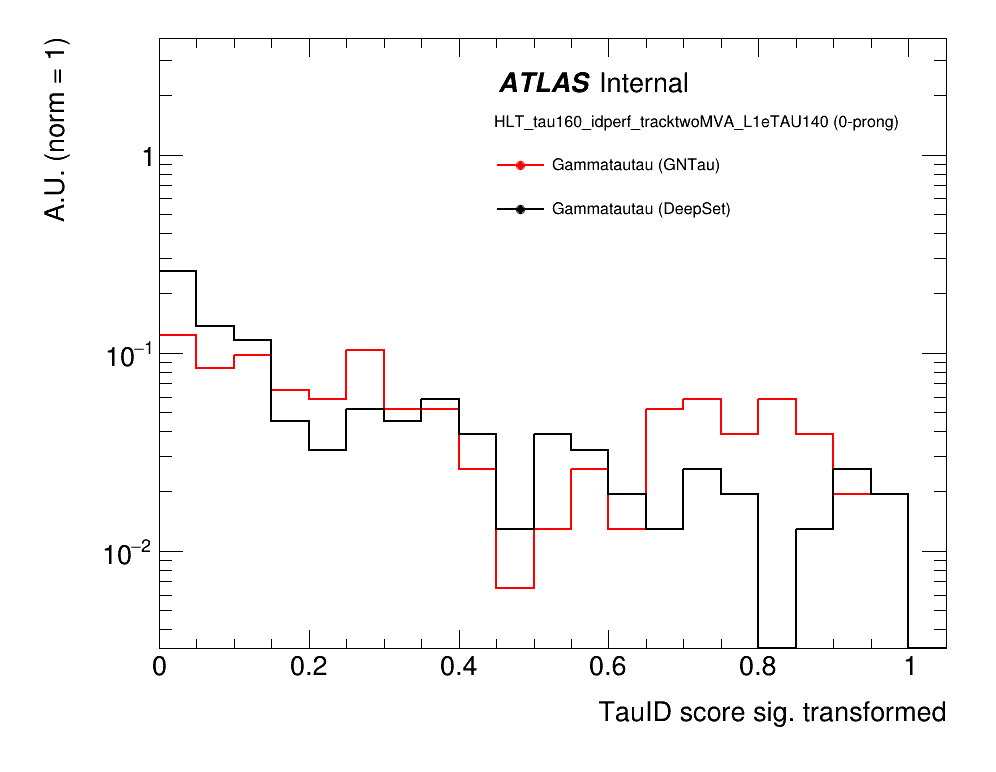 A.U. (norm = 1)
ATLAS Internal
HLT_tau160_idperf_tracktwoMVA_L1eTAU140 (0-prong)
Gammatautau (GNTau)
Gammatautau (DeepSet)
1
10⁻¹
10⁻²
0 0.2 0.4 0.6 0.8 1
TauID score sig. transformed